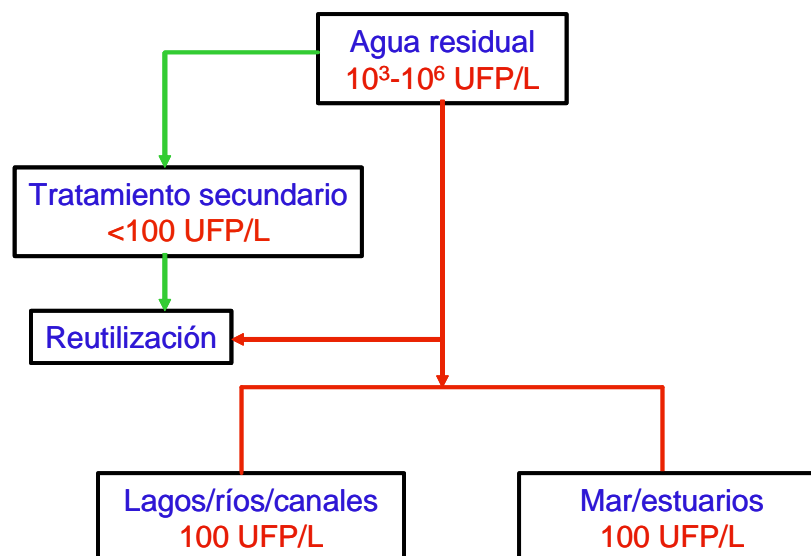 Agua residual
10³-10⁶ UFP/L
Tratamiento secundario
<100 UFP/L
Reutilización
Lagos/ríos/canales
100 UFP/L
Mar/estuarios
100 UFP/L